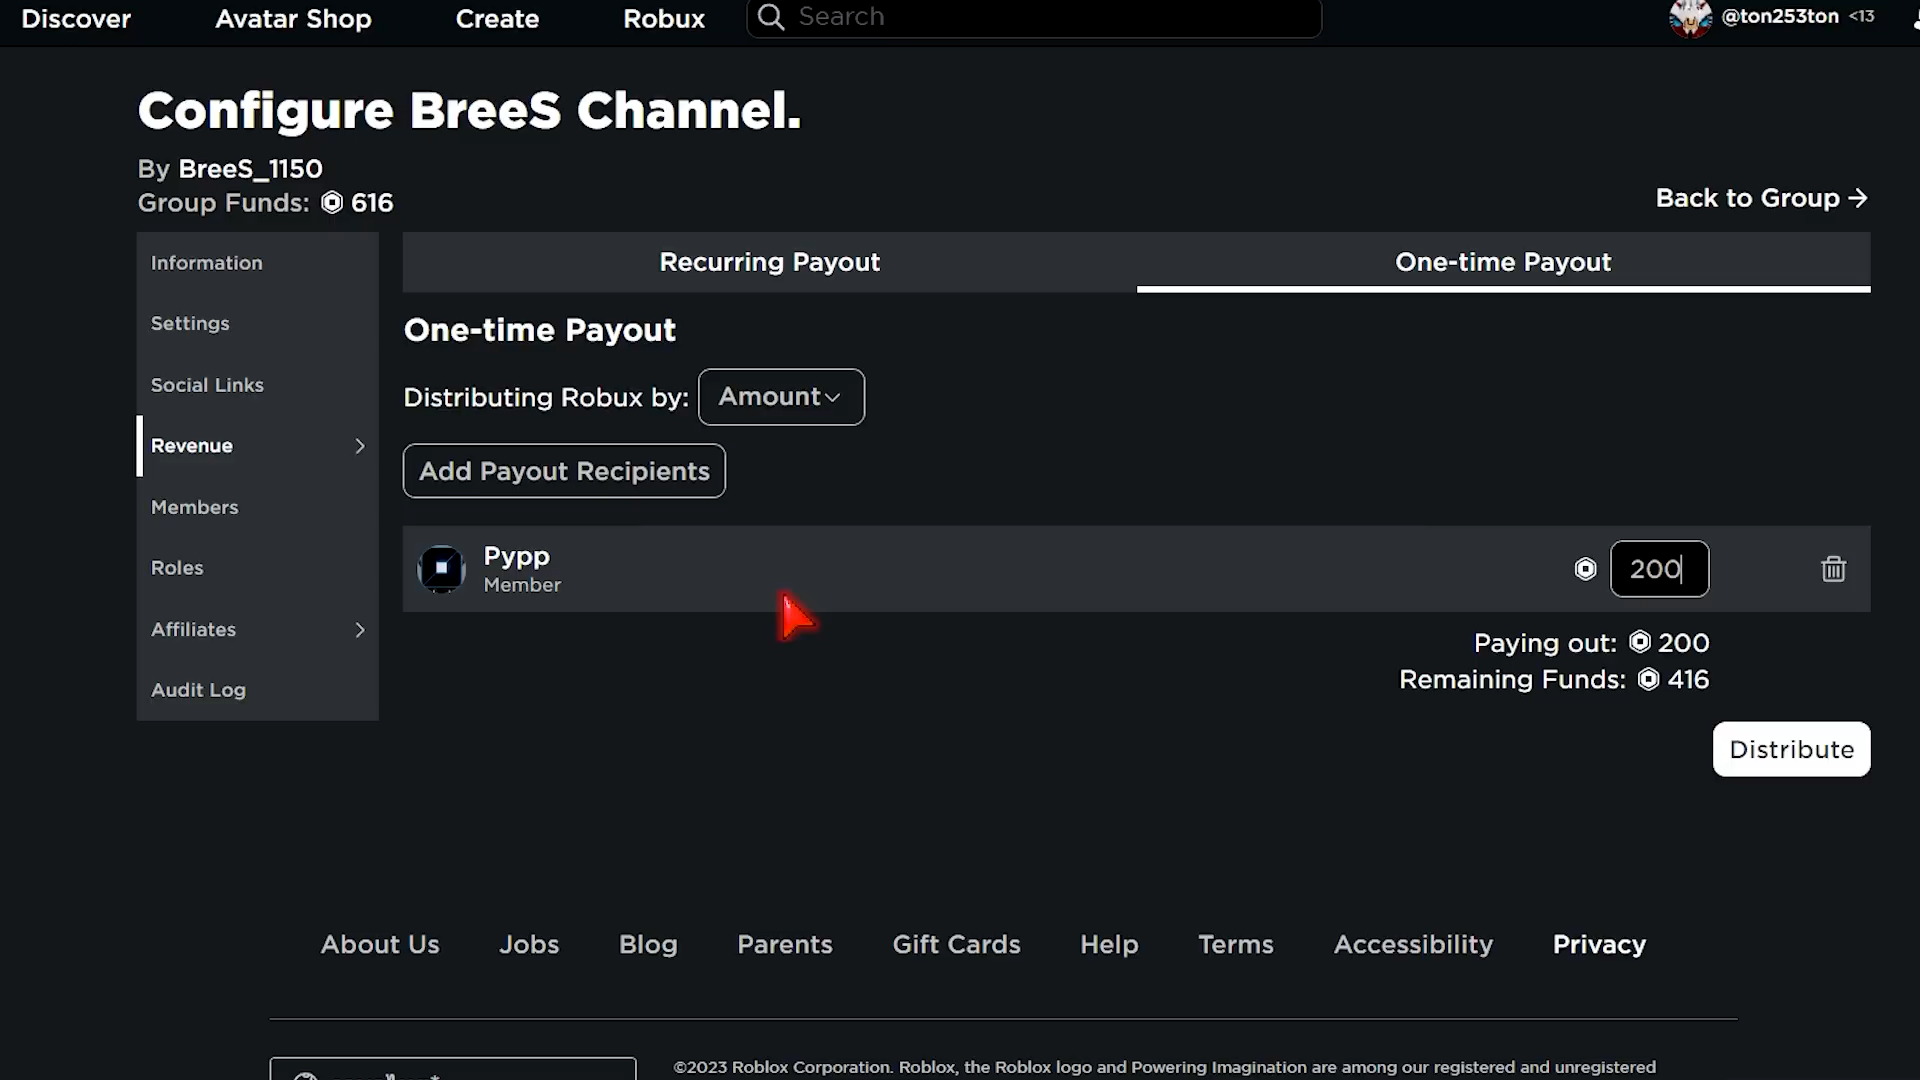 Discover Avatar Shop Create Robux Search @ton253ton <13
Configure BreeS Channel.
By BreeS_1150
Group Funds: 616
Back to Group
Information
Settings
Social Links
Revenue
Members
Roles
Affiliates
Audit Log
Recurring Payout One-time Payout
One-time Payout
Distributing Robux by: Amount
Add Payout Recipients
Pypp
Member
200
Paying out: 200
Remaining Funds: 416
Distribute
About Us Jobs Blog Parents Gift Cards Help Terms Accessibility Privacy
©2023 Roblox Corporation. Roblox, the Roblox logo and Powering Imagination are among our registered and unregistered